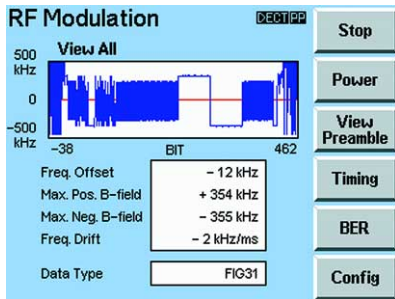 RF Modulation DECT PP
View All
500
kHz
0
-500
kHz
-38 BIT 462
Freq. Offset - 12 kHz
Max. Pos. B-field + 354 kHz
Max. Neg. B-field - 355 kHz
Freq. Drift - 2 kHz/ms
Data Type FIG31
Stop
Power
View
Preamble
Timing
BER
Config